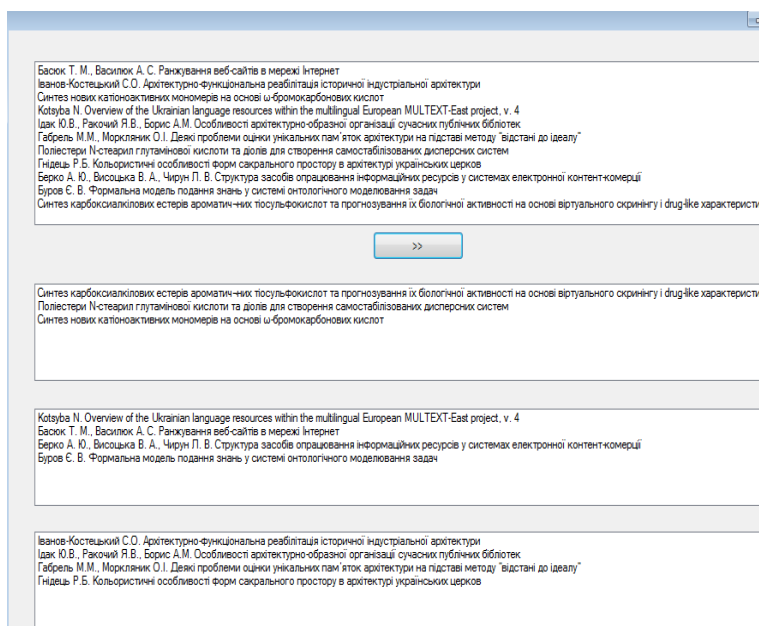 Басюк Т. М., Василюк А. С. Ранжування веб-сайтів в мережі Інтернет
Іванов-Костецький С.О. Архітектурно-функціональна реабілітація історичної індустріальної архітектури
Синтез нових катіоноактивних мономерів на основі ω-бромокарбонових кислот
Kotsyba N. Overview of the Ukrainian language resources within the multilingual European MULTEXT-East project, v. 4
Ідак Ю.В., Ракочий Я.В., Борис А.М. Особливості архітектурно-образної організації сучасних публічних бібліотек
Габрель М.М., Моркляник О.І. Деякі проблеми оцінки унікальних пам'яток архітектури на підставі методу "відстані до ідеалу"
Поліестери N-стеарил глутамінової кислоти та діолів для створення самостабілізованих дисперсних систем
Гнідець Р.Б. Кольористичні особливості форм сакрального простору в архітектурі українських церков
Берко А. Ю., Висоцька В. А., Чирун Л. В. Структура засобів опрацювання інформаційних ресурсів у системах електронної контент-комерції
Буров Є. В. Формальна модель подання знань у системі онтологічного моделювання задач
Синтез карбоксиалкілових естерів ароматич¬них тіосульфокислот та прогнозування їх біологічної активності на основі віртуального скринінгу і drug-like характеристи
>>
Синтез карбоксиалкілових естерів ароматич¬них тіосульфокислот та прогнозування їх біологічної активності на основі віртуального скринінгу і drug-like характеристи
Поліестери N-стеарил глутамінової кислоти та діолів для створення самостабілізованих дисперсних систем
Синтез нових катіоноактивних мономерів на основі ω-бромокарбонових кислот
Kotsyba N. Overview of the Ukrainian language resources within the multilingual European MULTEXT-East project, v. 4
Басюк Т. М., Василюк А. С. Ранжування веб-сайтів в мережі Інтернет
Берко А. Ю., Висоцька В. А., Чирун Л. В. Структура засобів опрацювання інформаційних ресурсів у системах електронної контент-комерції
Буров Є. В. Формальна модель подання знань у системі онтологічного моделювання задач
Іванов-Костецький С.О. Архітектурно-функціональна реабілітація історичної індустріальної архітектури
Ідак Ю.В., Ракочий Я.В., Борис А.М. Особливості архітектурно-образної організації сучасних публічних бібліотек
Габрель М.М., Моркляник О.І. Деякі проблеми оцінки унікальних пам'яток архітектури на підставі методу "відстані до ідеалу"
Гнідець Р.Б. Кольористичні особливості форм сакрального простору в архітектурі українських церков